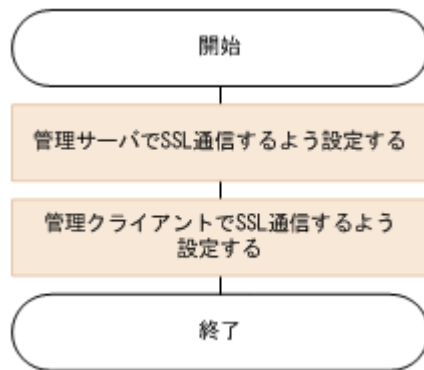 開始
管理サーバでSSL通信するよう設定する
管理クライアントでSSL通信するよう
設定する
終了